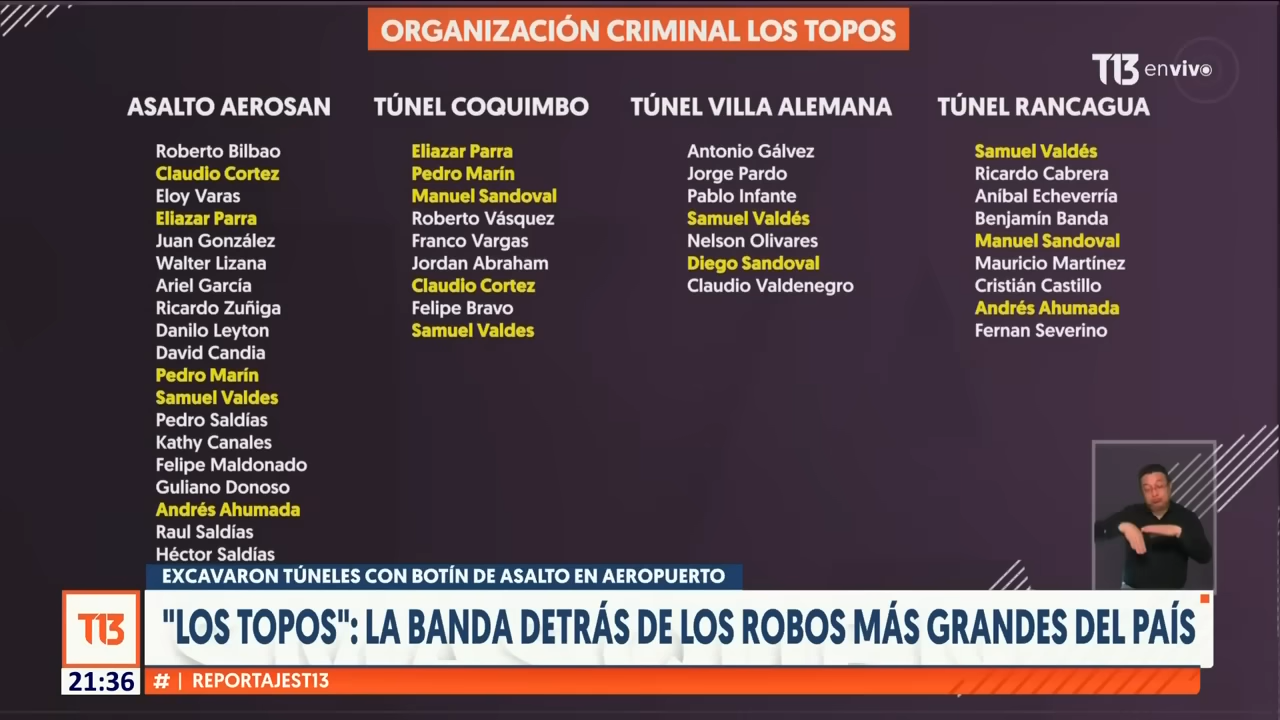 ORGANIZACIÓN CRIMINAL LOS TOPOS
T13 en vivo
ASALTO AEROSAN
Roberto Bilbao
Claudio Cortez
Eloy Varas
Eliazar Parra
Juan González
Walter Lizana
Ariel García
Ricardo Zuñiga
Danilo Leyton
David Candia
Pedro Marín
Samuel Valdes
Pedro Saldías
Kathy Canales
Felipe Maldonado
Guliano Donoso
Andrés Ahumada
Raul Saldías
Héctor Saldías
TÚNEL COQUIMBO
Eliazar Parra
Pedro Marín
Manuel Sandoval
Roberto Vásquez
Franco Vargas
Jordan Abraham
Claudio Cortez
Felipe Bravo
Samuel Valdes
TÚNEL VILLA ALEMANA
Antonio Gálvez
Jorge Pardo
Pablo Infante
Samuel Valdés
Nelson Olivares
Diego Sandoval
Claudio Valdenegro
TÚNEL RANCAGUA
Samuel Valdés
Ricardo Cabrera
Aníbal Echeverría
Benjamín Banda
Manuel Sandoval
Mauricio Martínez
Cristián Castillo
Andrés Ahumada
Fernan Severino
EXCAVARON TÚNELES CON BOTÍN DE ASALTO EN AEROPUERTO
T13
"LOS TOPOS": LA BANDA DETRÁS DE LOS ROBOS MÁS GRANDES DEL PAÍS
21:36
# | REPORTAJEST13